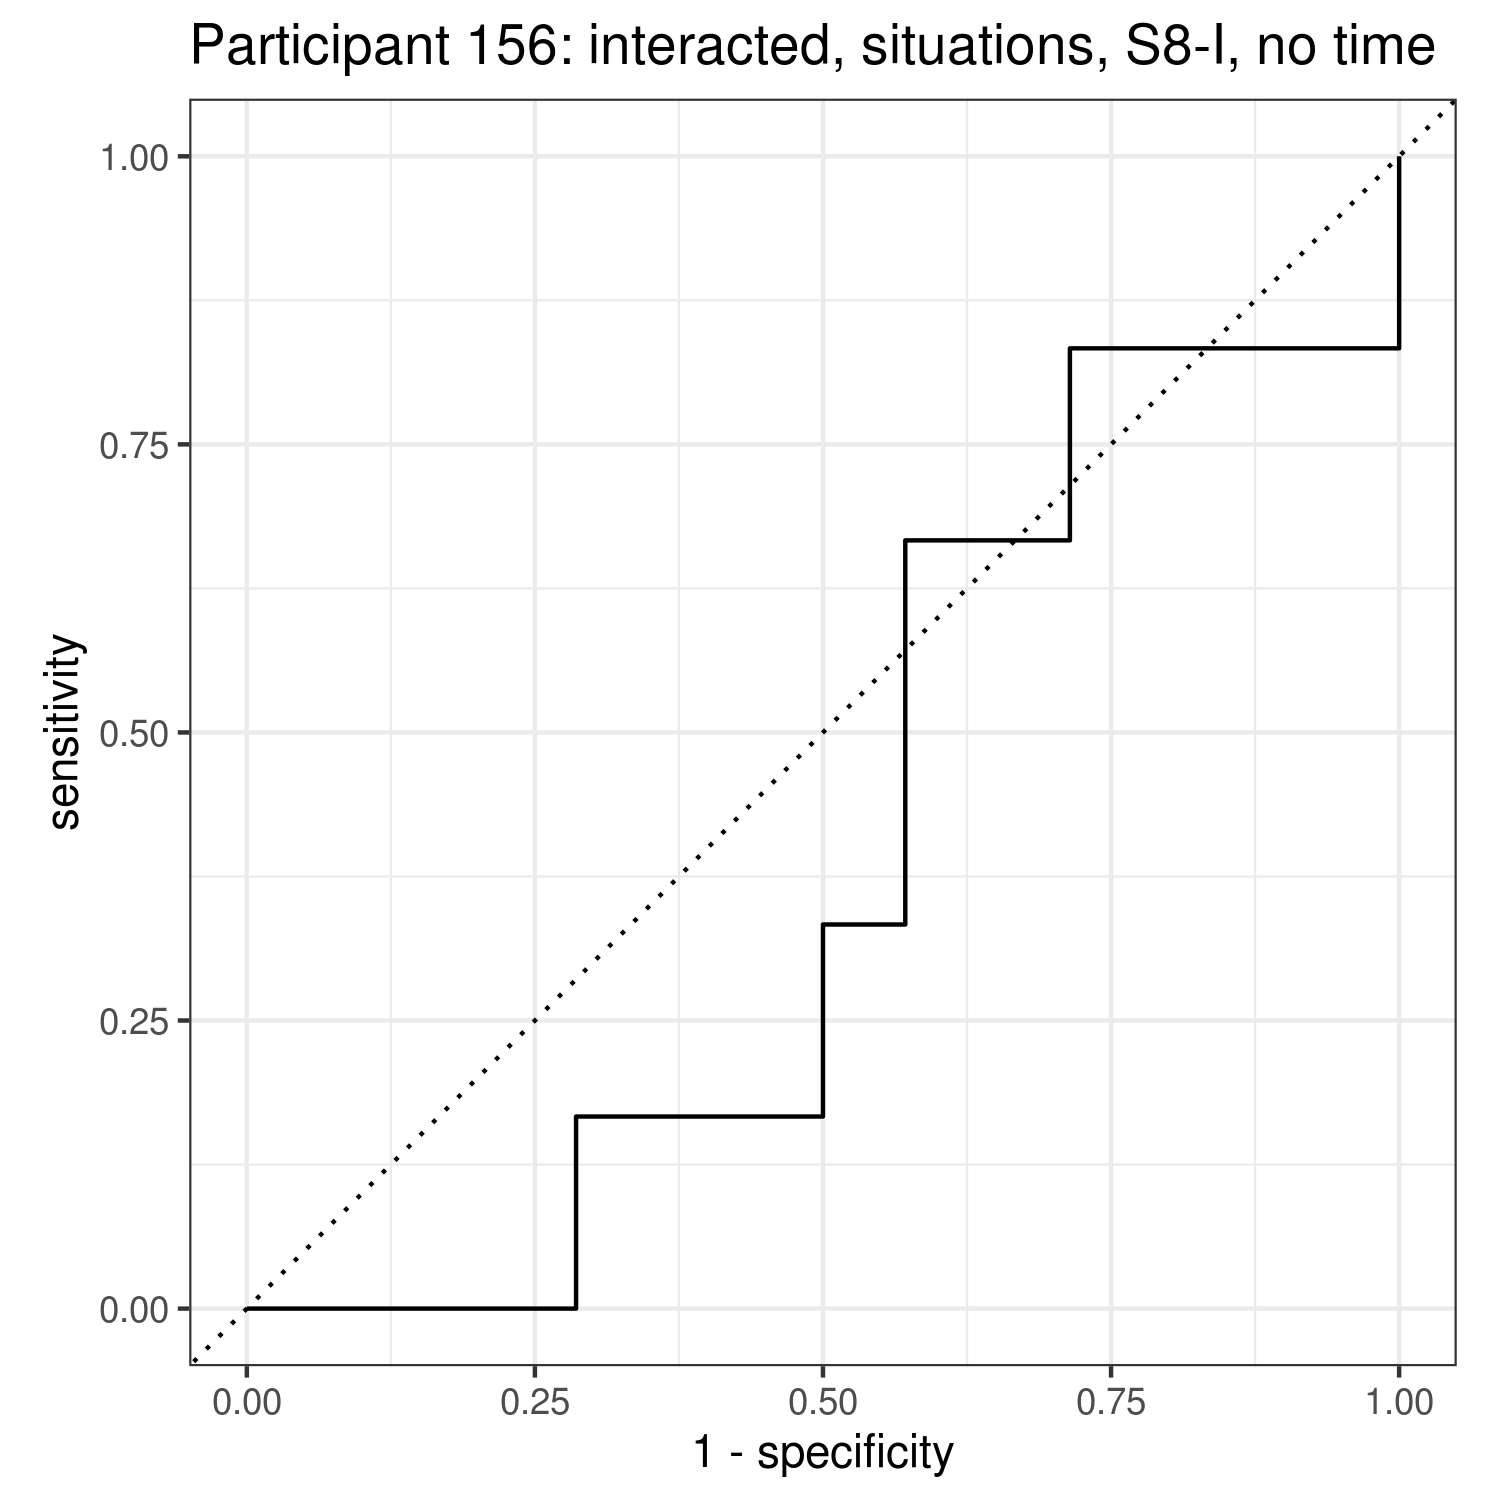 Participant 156: interacted, situations, S8-I, no time
1.00
0.75
0.50
0.25
0.00
sensitivity
0.00 0.25 0.50 0.75 1.00
1 - specificity